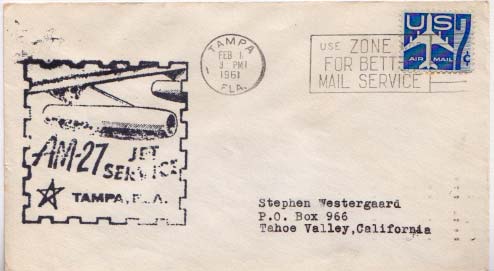 TAMPA
FEB 1
3 PM
1961
FLA.
USE ZONE
FOR BETTE
MAIL SERVICE
US
AIR MAIL
7¢
AM-27 JET
SERVICE
TAMPA, FLA.
Stephen Westergaard
P.O. Box 966
Tahoe Valley,California